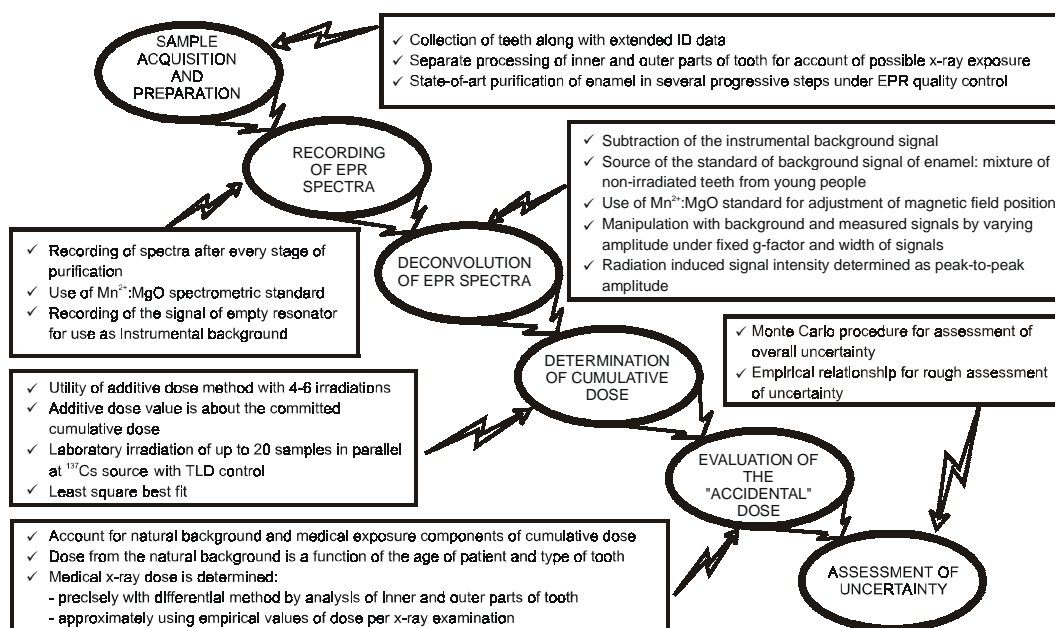 SAMPLE
ACQUISITION
AND
PREPARATION
✓ Collection of teeth along with extended ID data
✓ Separate processing of inner and outer parts of tooth for account of possible x-ray exposure
✓ State-of-art purification of enamel in several progressive steps under EPR quality control
RECORDING
OF EPR
SPECTRA
✓ Subtraction of the instrumental background signal
✓ Source of the standard of background signal of enamel: mixture of
non-irradiated teeth from young people
✓ Use of Mn²⁺:MgO standard for adjustment of magnetic field position
✓ Manipulation with background and measured signals by varying
amplitude under fixed g-factor and width of signals
✓ Radiation induced signal intensity determined as peak-to-peak
amplitude
✓ Recording of spectra after every stage of
purification
✓ Use of Mn²⁺:MgO spectrometric standard
✓ Recording of the signal of empty resonator
for use as Instrumental background
DECONVOLUTION
OF EPR SPECTRA
✓ Monte Carlo procedure for assessment of
overall uncertainty
✓ Empirical relationship for rough assessment
of uncertainty
DETERMINATION
OF CUMULATIVE
DOSE
✓ Utility of additive dose method with 4-6 irradiations
✓ Additive dose value is about the committed
cumulative dose
✓ Laboratory irradiation of up to 20 samples in parallel
at ¹³⁷Cs source with TLD control
✓ Least square best fit
EVALUATION OF
THE
"ACCIDENTAL"
DOSE
✓ Account for natural background and medical exposure components of cumulative dose
✓ Dose from the natural background is a function of the age of patient and type of tooth
✓ Medical x-ray dose is determined:
- precisely with differential method by analysis of Inner and outer parts of tooth
- approximately using empirical values of dose per x-ray examination
ASSESSMENT OF
UNCERTAINTY